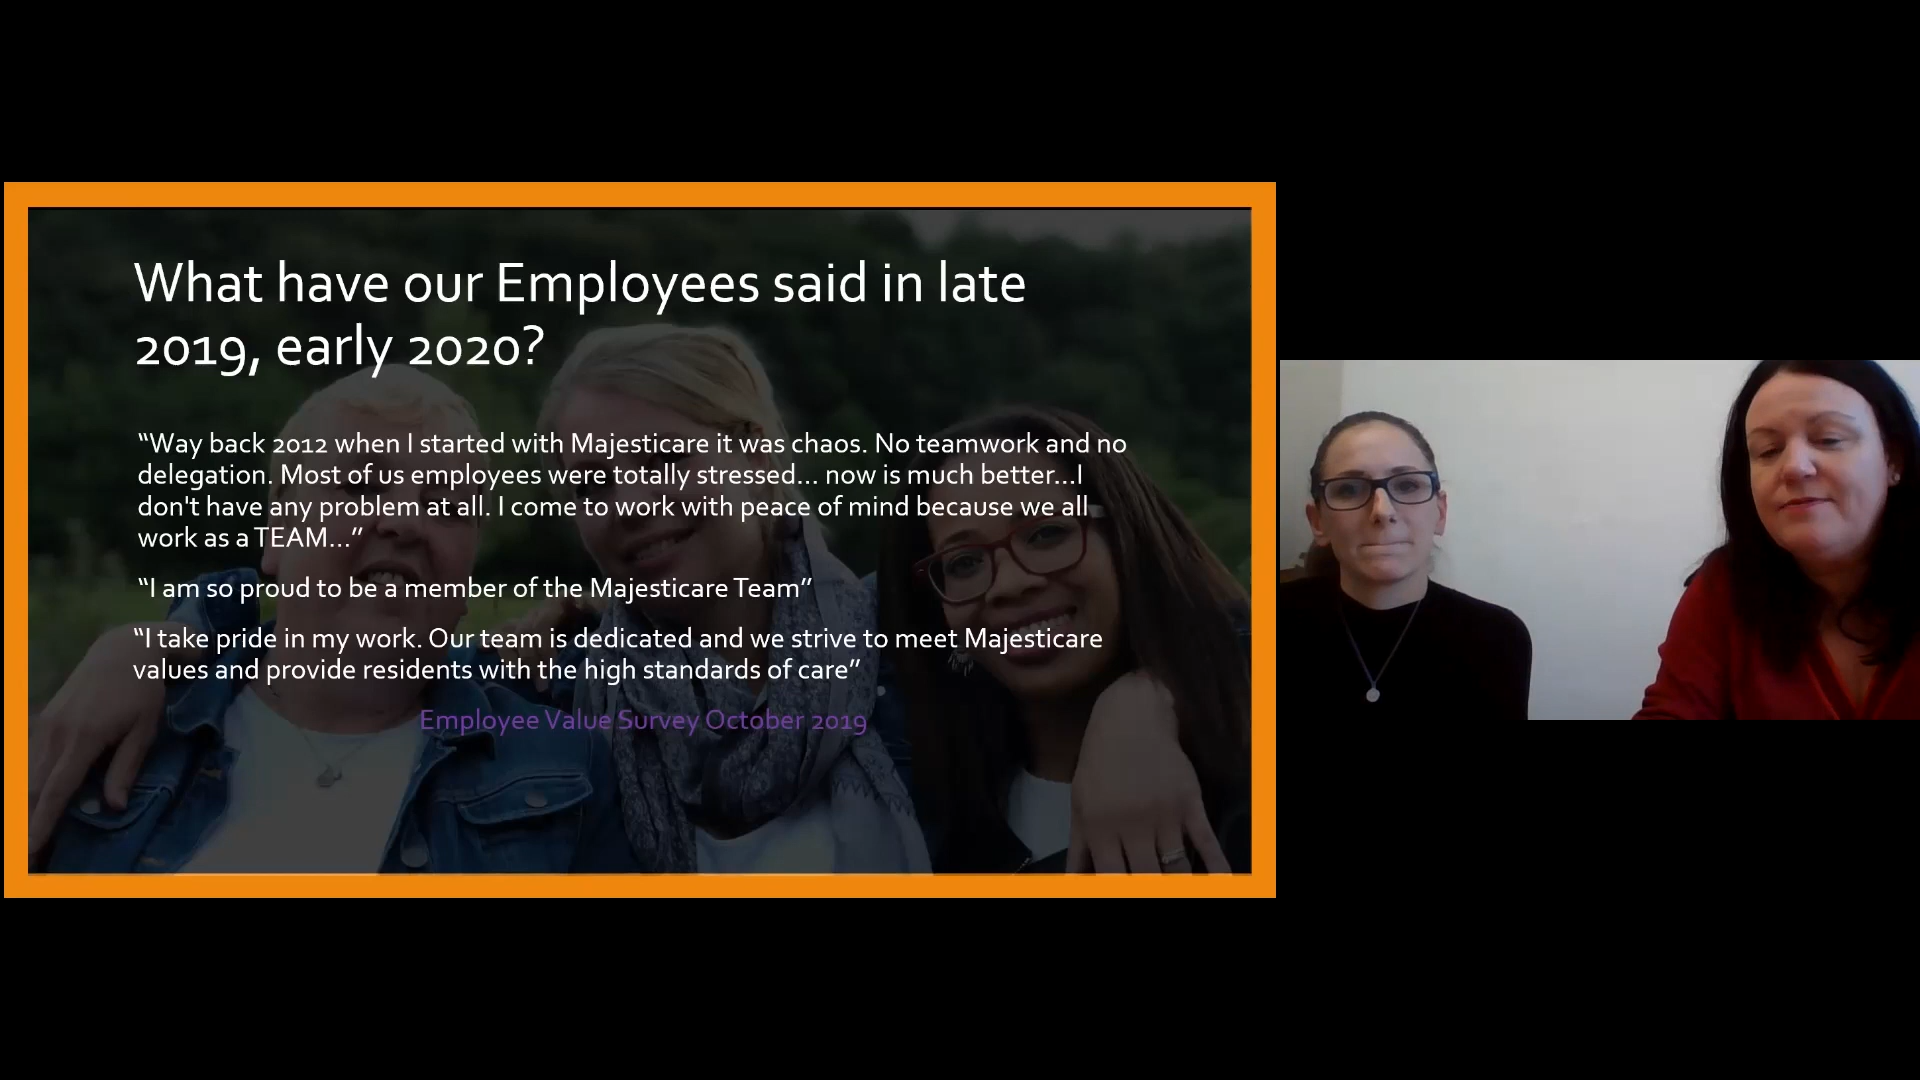 What have our Employees said in late
2019, early 2020?
“Way back 2012 when I started with Majesticare it was chaos. No teamwork and no
delegation. Most of us employees were totally stressed... now is much better...I
don't have any problem at all. I come to work with peace of mind because we all
work as a TEAM...”
“I am so proud to be a member of the Majesticare Team”
“I take pride in my work. Our team is dedicated and we strive to meet Majesticare
values and provide residents with the high standards of care”
Employee Value Survey October 2019